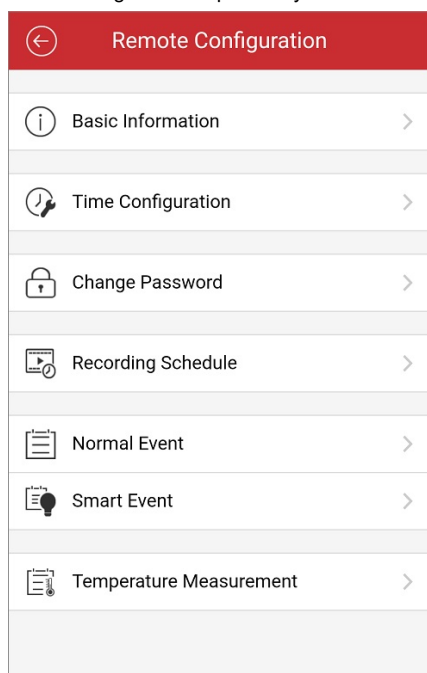 Remote Configuration
Basic Information
Time Configuration
Change Password
Recording Schedule
Normal Event
Smart Event
Temperature Measurement